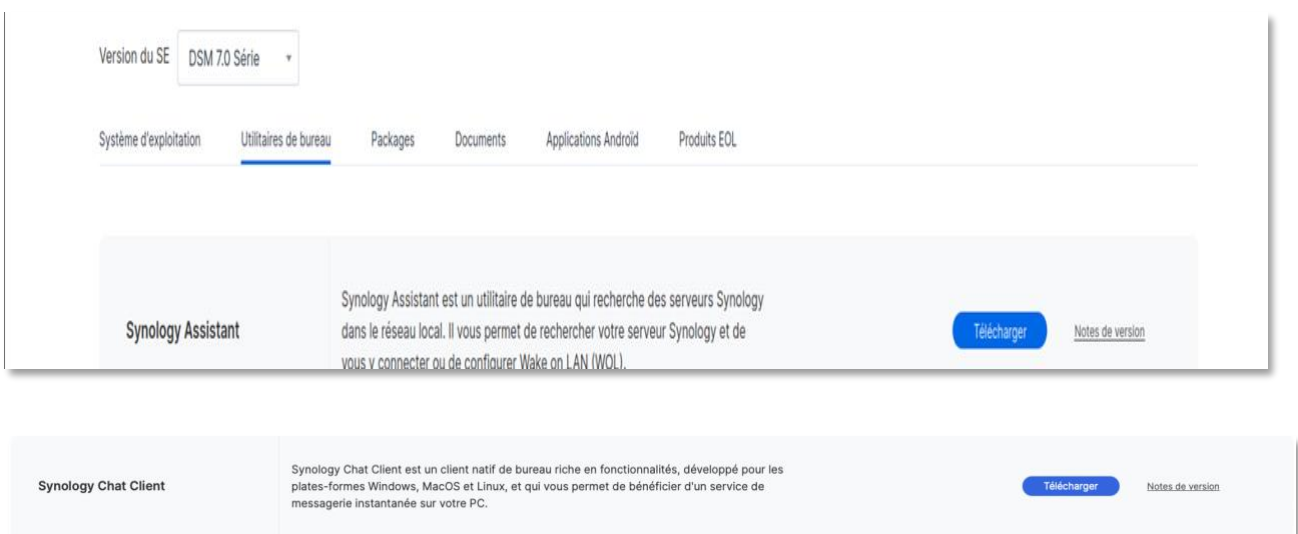 Version du SE DSM 7.0 Série
Système d'exploitation Utilitaires de bureau Packages Documents Applications Android Produits EOL
Synology Assistant est un utilitaire de bureau qui recherche des serveurs Synology
Synology Assistant dans le réseau local. Il vous permet de rechercher votre serveur Synology et de Télécharger Notes de version
vous y connecter ou de configurer Wake on LAN (WOL).
Synology Chat Client est un client natif de bureau riche en fonctionnalités, développé pour les
Synology Chat Client plates-formes Windows, MacOS et Linux, et qui vous permet de bénéficier d'un service de Télécharger Notes de version
messagerie instantanée sur votre PC.